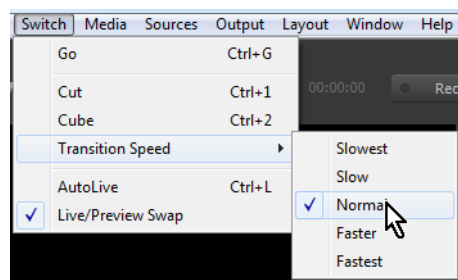 Switch Media Sources Output Layout Window Help
Go Ctrl+G
00:00:00 Rec
Cut Ctrl+1
Cube Ctrl+2
Transition Speed
Slowest
Slow
AutoLive Ctrl+L
Normal
Live/Preview Swap
Faster
Fastest